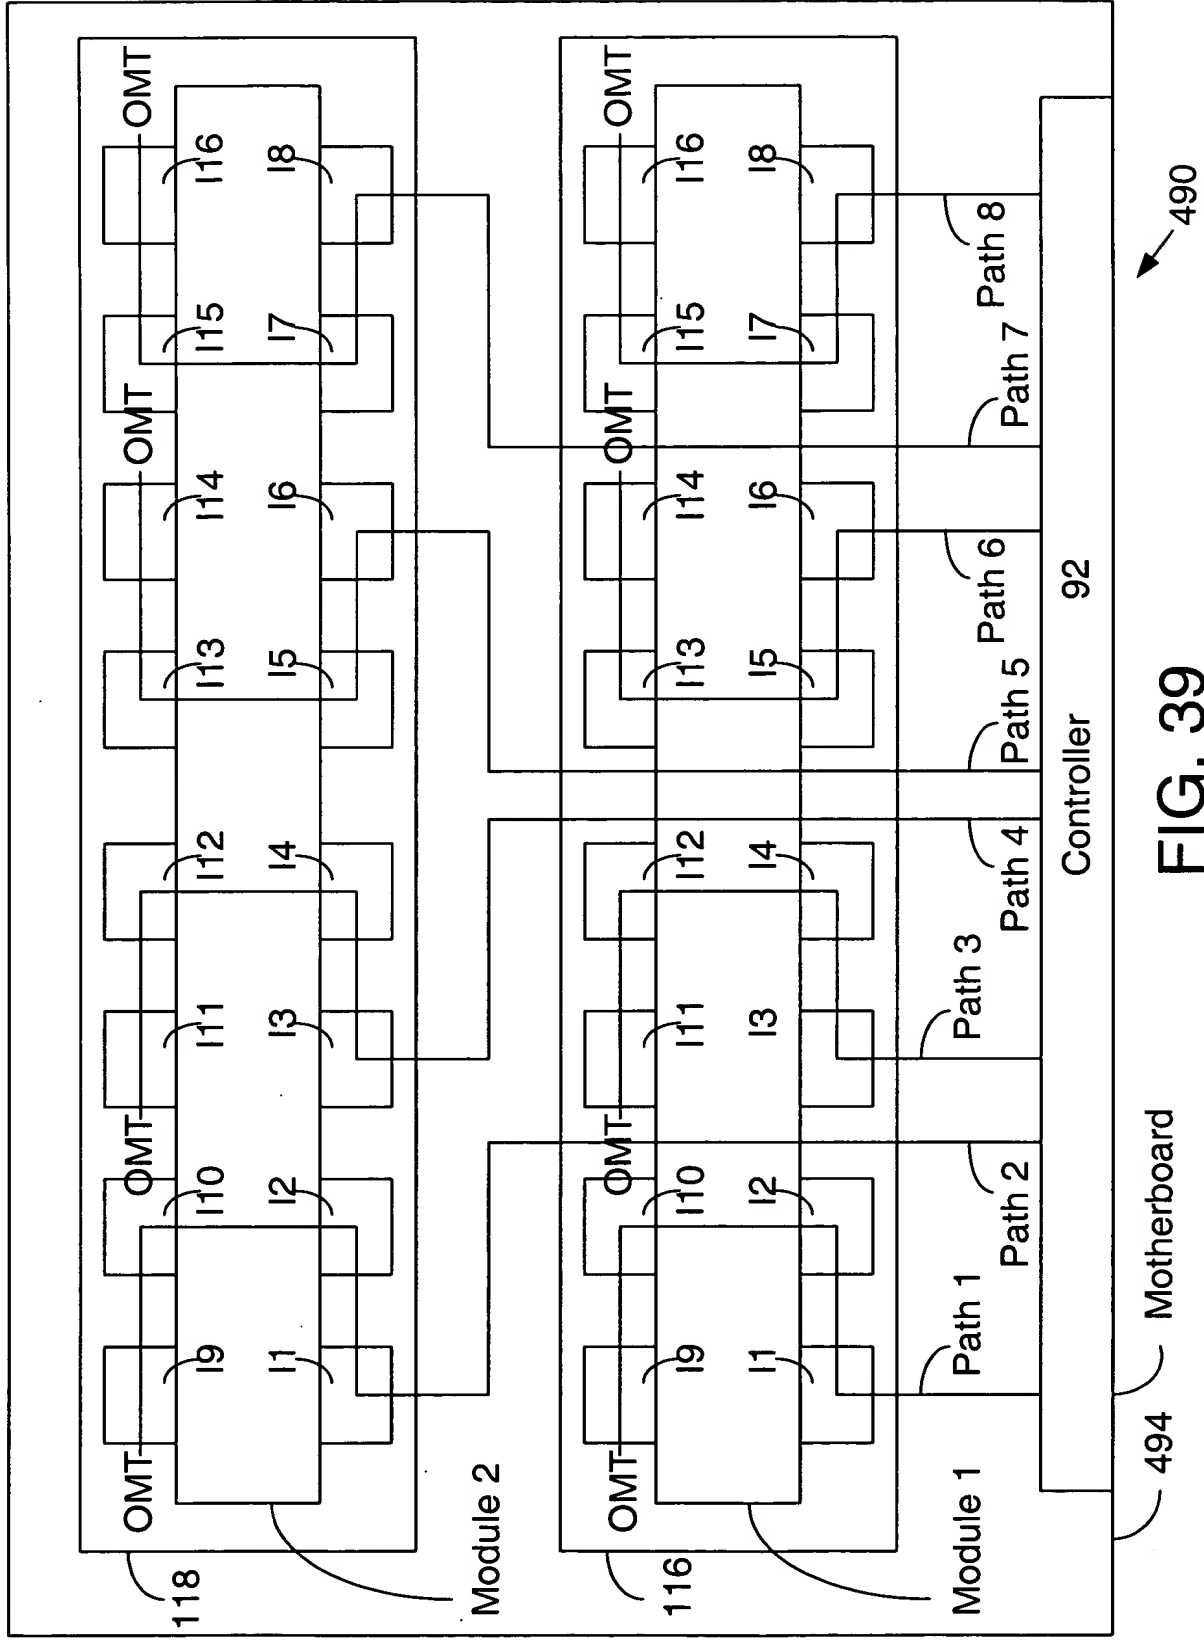 OMT OMT OMT OMT
118
I9 I10 I11 I12 I13 I14 I15 I16
I1 I2 I3 I4 I5 I6 I7 I8
Module 2
OMT OMT OMT OMT
116
I9 I10 I11 I12 I13 I14 I15 I16
I1 I2 I3 I4 I5 I6 I7 I8
Module 1 Path 1 Path 3 Path 6 Path 8
Path 2 Path 4 Path 5 Path 7
Controller 92
494 Motherboard 490
FIG. 39